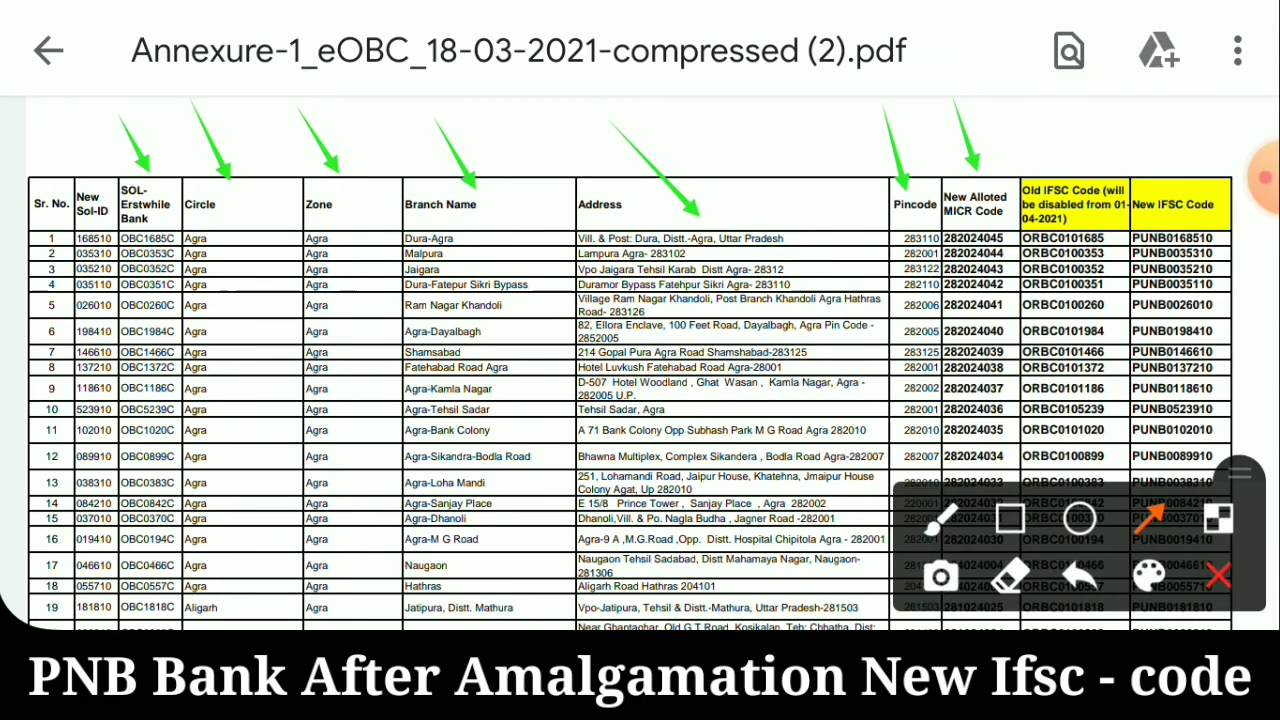 Annexure-1_eOBC_18-03-2021-compressed (2).pdf
Sr. No. New Sol-ID SOL-Erstwhile Bank Circle Zone Branch Name Address Pincode New Alloted MICR Code Old IFSC Code (will be disabled from 01-04-2021) New IFSC Code
1 168510 OBC1685C Agra Agra Dura-Agra Vill. & Post: Dura, Distt.-Agra, Uttar Pradesh 283110 282024045 ORBC0101685 PUNB0168510
2 035310 OBC0353C Agra Agra Malpura Lampura Agra- 283102 282001 282024044 ORBC0100353 PUNB0035310
3 035210 OBC0352C Agra Agra Jaigara Vpo Jaigara Tehsil Karab Distt Agra- 28312 283122 282024043 ORBC0100352 PUNB0035210
4 035110 OBC0351C Agra Agra Dura-Fatepur Sikri Bypass Duramor Bypass Fatehpur Sikri Agra- 283110 282110 282024042 ORBC0100351 PUNB0035110
5 026010 OBC0260C Agra Agra Ram Nagar Khandoli Village Ram Nagar Khandoli, Post Branch Khandoli Agra Hathras Road- 283126 282006 282024041 ORBC0100260 PUNB0026010
6 198410 OBC1984C Agra Agra Agra-Dayalbagh 82, Ellora Enclave, 100 Feet Road, Dayalbagh, Agra Pin Code - 2852005 282005 282024040 ORBC0101984 PUNB0198410
7 146610 OBC1466C Agra Agra Shamsabad 214 Gopal Pura Agra Road Shamshabad-283125 283125 282024039 ORBC0101466 PUNB0146610
8 137210 OBC1372C Agra Agra Fatehabad Road Agra Hotel Luvkush Fatehabad Road Agra-28001 282001 282024038 ORBC0101372 PUNB0137210
9 118610 OBC1186C Agra Agra Agra-Kamla Nagar D-507 Hotel Woodland , Ghat Wasan , Kamla Nagar, Agra - 282005 U.P. 282002 282024037 ORBC0101186 PUNB0118610
10 523910 OBC5239C Agra Agra Agra-Tehsil Sadar Tehsil Sadar, Agra 282001 282024036 ORBC0105239 PUNB0523910
11 102010 OBC1020C Agra Agra Agra-Bank Colony A 71 Bank Colony Opp Subhash Park M G Road Agra 282010 282010 282024035 ORBC0101020 PUNB0102010
12 089910 OBC0899C Agra Agra Agra-Sikandra-Bodla Road Bhawna Multiplex, Complex Sikandera , Bodla Road Agra-282007 282007 282024034 ORBC0100899 PUNB0089910
13 038310 OBC0383C Agra Agra Agra-Loha Mandi 251, Lohamandi Road, Jaipur House, Khatehna, Jmaipur House Colony Agat, Up 282010 282010 282024033 ORBC0100383 PUNB0038310
14 084210 OBC0842C Agra Agra Agra-Sanjay Place E 15/8 Prince Tower , Sanjay Place , Agra 282002
15 037010 OBC0370C Agra Agra Agra-Dhanoli Dhanoli,Vill. & Po. Nagla Budha , Jagner Road -282001
16 019410 OBC0194C Agra Agra Agra-M G Road Agra-9 A ,M.G.Road ,Opp. Distt. Hospital Chipitola Agra - 282001 282024030 ORBC0100194 PUNB0019410
17 046610 OBC0466C Agra Agra Naugaon Naugaon Tehsil Sadabad, Distt Mahamaya Nagar, Naugaon-281306
18 055710 OBC0557C Agra Agra Hathras Aligarh Road Hathras 204101
19 181810 OBC1818C Aligarh Agra Jatipura, Distt. Mathura Vpo-Jatipura, Tehsil & Distt.-Mathura, Uttar Pradesh-281503 281503 281024025 ORBC0101818 PUNB0181810
Near Ghantaghar, Old G T Road, Kosikalan, Teh: Chhatha, Dist:
PNB Bank After Amalgamation New Ifsc - code